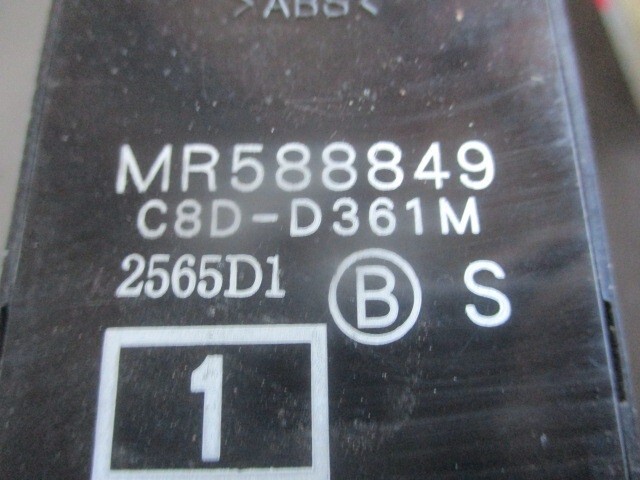 >ABS<
MR588849
C8D-D361M
2565D1 B S
1